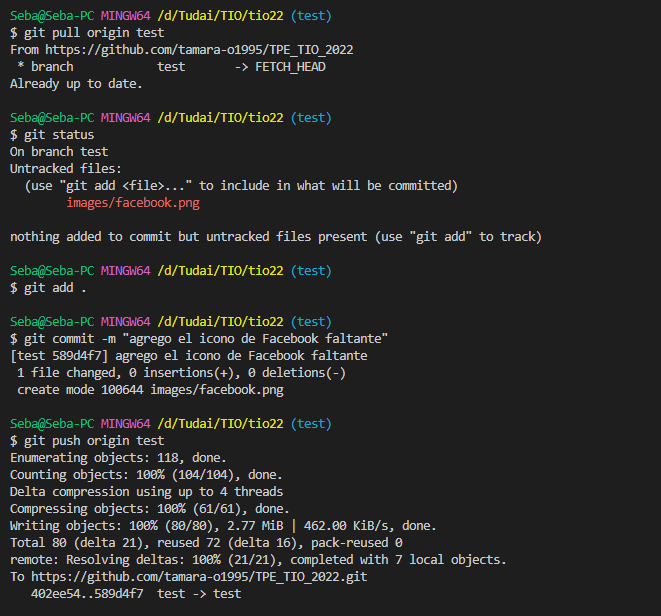 Seba@Seba-PC MINGW64 /d/Tudai/TIO/tio22 (test)
$ git pull origin test
From https://github.com/tamara-o1995/TPE_TIO_2022
 * branch            test       -> FETCH_HEAD
Already up to date.

Seba@Seba-PC MINGW64 /d/Tudai/TIO/tio22 (test)
$ git status
On branch test
Untracked files:
  (use "git add <file>..." to include in what will be committed)
        images/facebook.png

nothing added to commit but untracked files present (use "git add" to track)

Seba@Seba-PC MINGW64 /d/Tudai/TIO/tio22 (test)
$ git add .

Seba@Seba-PC MINGW64 /d/Tudai/TIO/tio22 (test)
$ git commit -m "agrego el icono de Facebook faltante"
[test 589d4f7] agrego el icono de Facebook faltante
 1 file changed, 0 insertions(+), 0 deletions(-)
 create mode 100644 images/facebook.png

Seba@Seba-PC MINGW64 /d/Tudai/TIO/tio22 (test)
$ git push origin test
Enumerating objects: 118, done.
Counting objects: 100% (104/104), done.
Delta compression using up to 4 threads
Compressing objects: 100% (61/61), done.
Writing objects: 100% (80/80), 2.77 MiB | 462.00 KiB/s, done.
Total 80 (delta 21), reused 72 (delta 16), pack-reused 0
remote: Resolving deltas: 100% (21/21), completed with 7 local objects.
To https://github.com/tamara-o1995/TPE_TIO_2022.git
   402ee54..589d4f7  test -> test